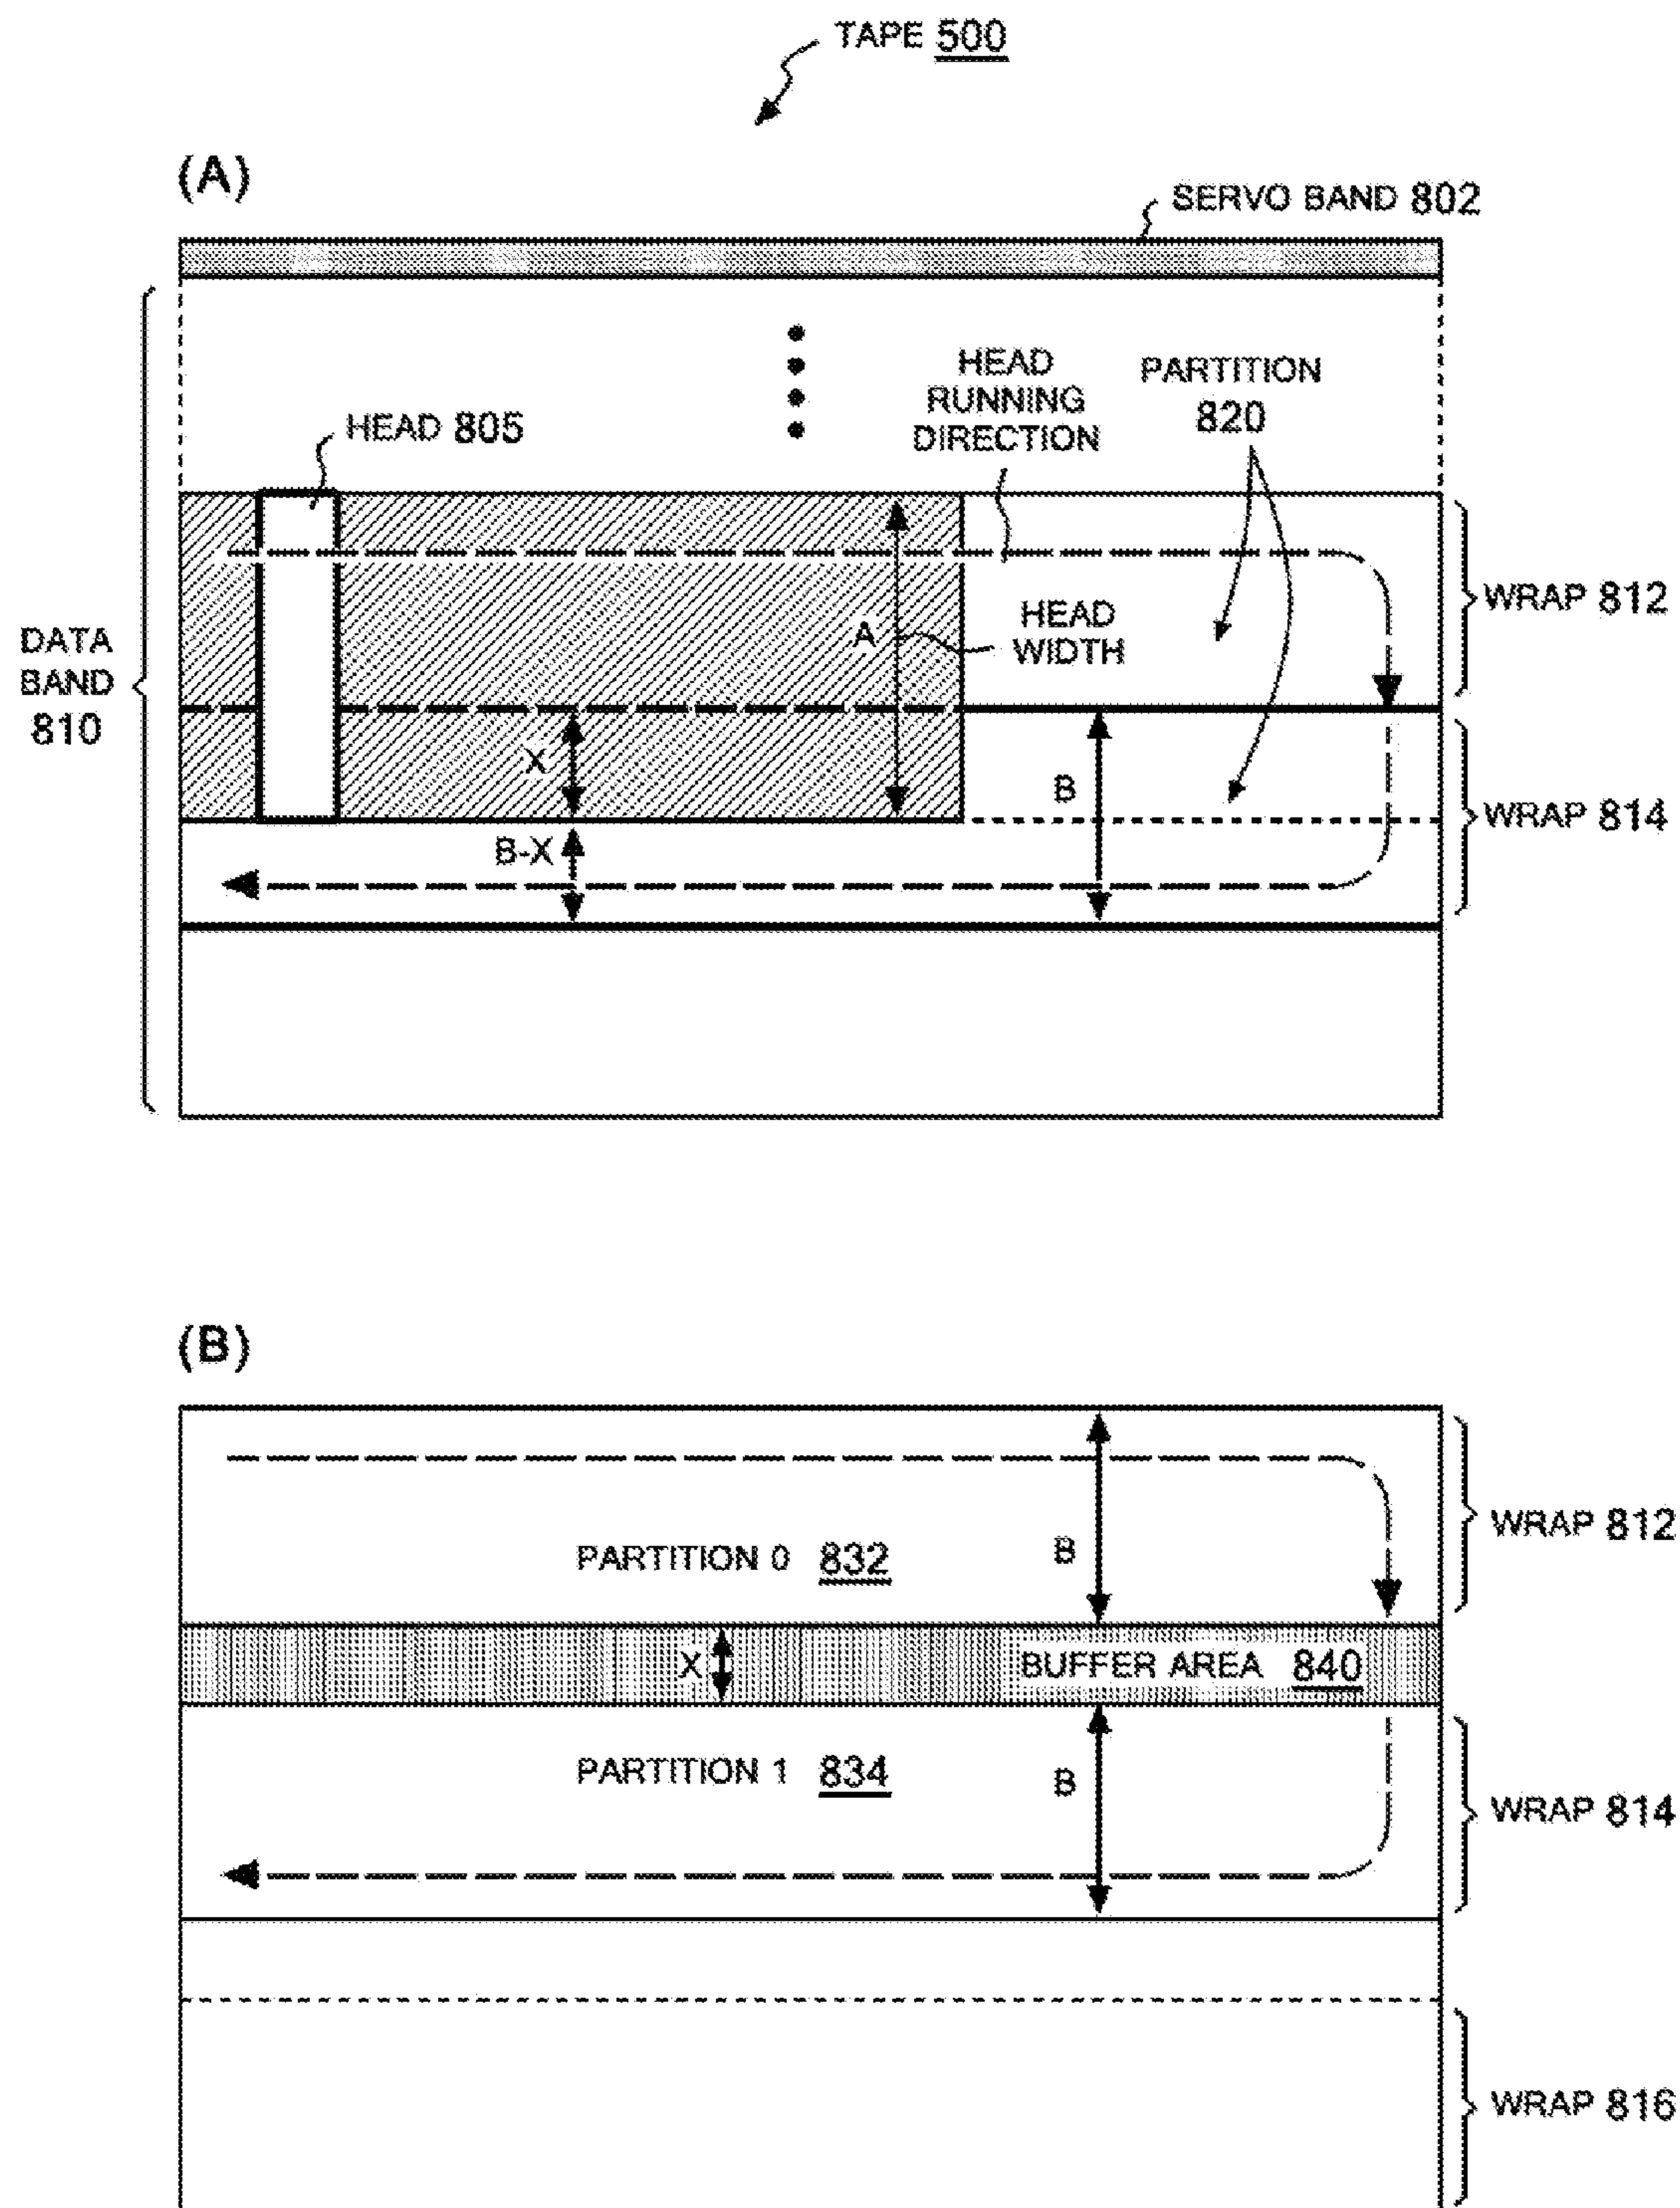 TAPE 500
(A)
SERVO BAND 802
HEAD
RUNNING
DIRECTION
PARTITION
820
HEAD 805
WRAP 812
HEAD
WIDTH
A
DATA
BAND
810
X
B
WRAP 814
B-X
(B)
WRAP 812
PARTITION 0 832
B
X
BUFFER AREA 840
PARTITION 1 834
B
WRAP 814
WRAP 816